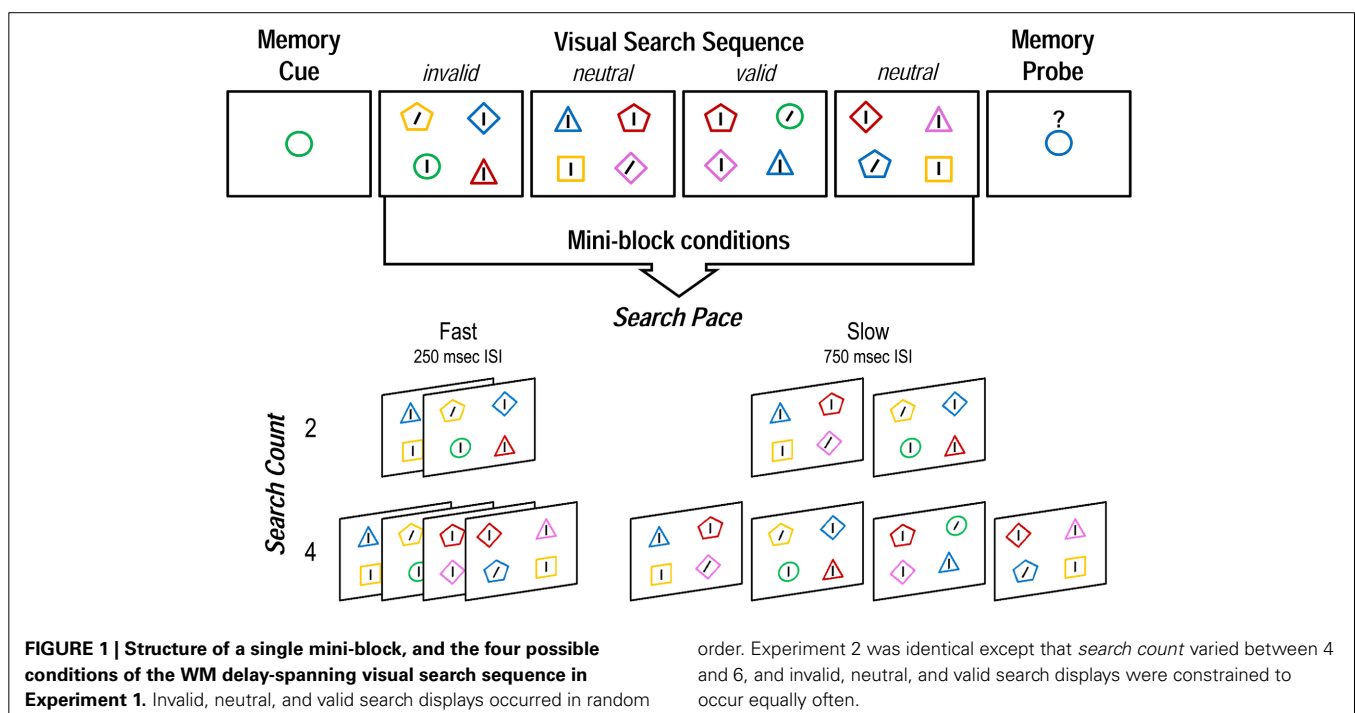 Memory Cue
Visual Search Sequence
Memory Probe
invalid
neutral
valid
neutral
?
Mini-block conditions
Search Pace
Fast
250 msec ISI
Slow
750 msec ISI
Search Count
2
4
FIGURE 1 | Structure of a single mini-block, and the four possible
conditions of the WM delay-spanning visual search sequence in
Experiment 1. Invalid, neutral, and valid search displays occurred in random
order. Experiment 2 was identical except that search count varied between 4
and 6, and invalid, neutral, and valid search displays were constrained to
occur equally often.